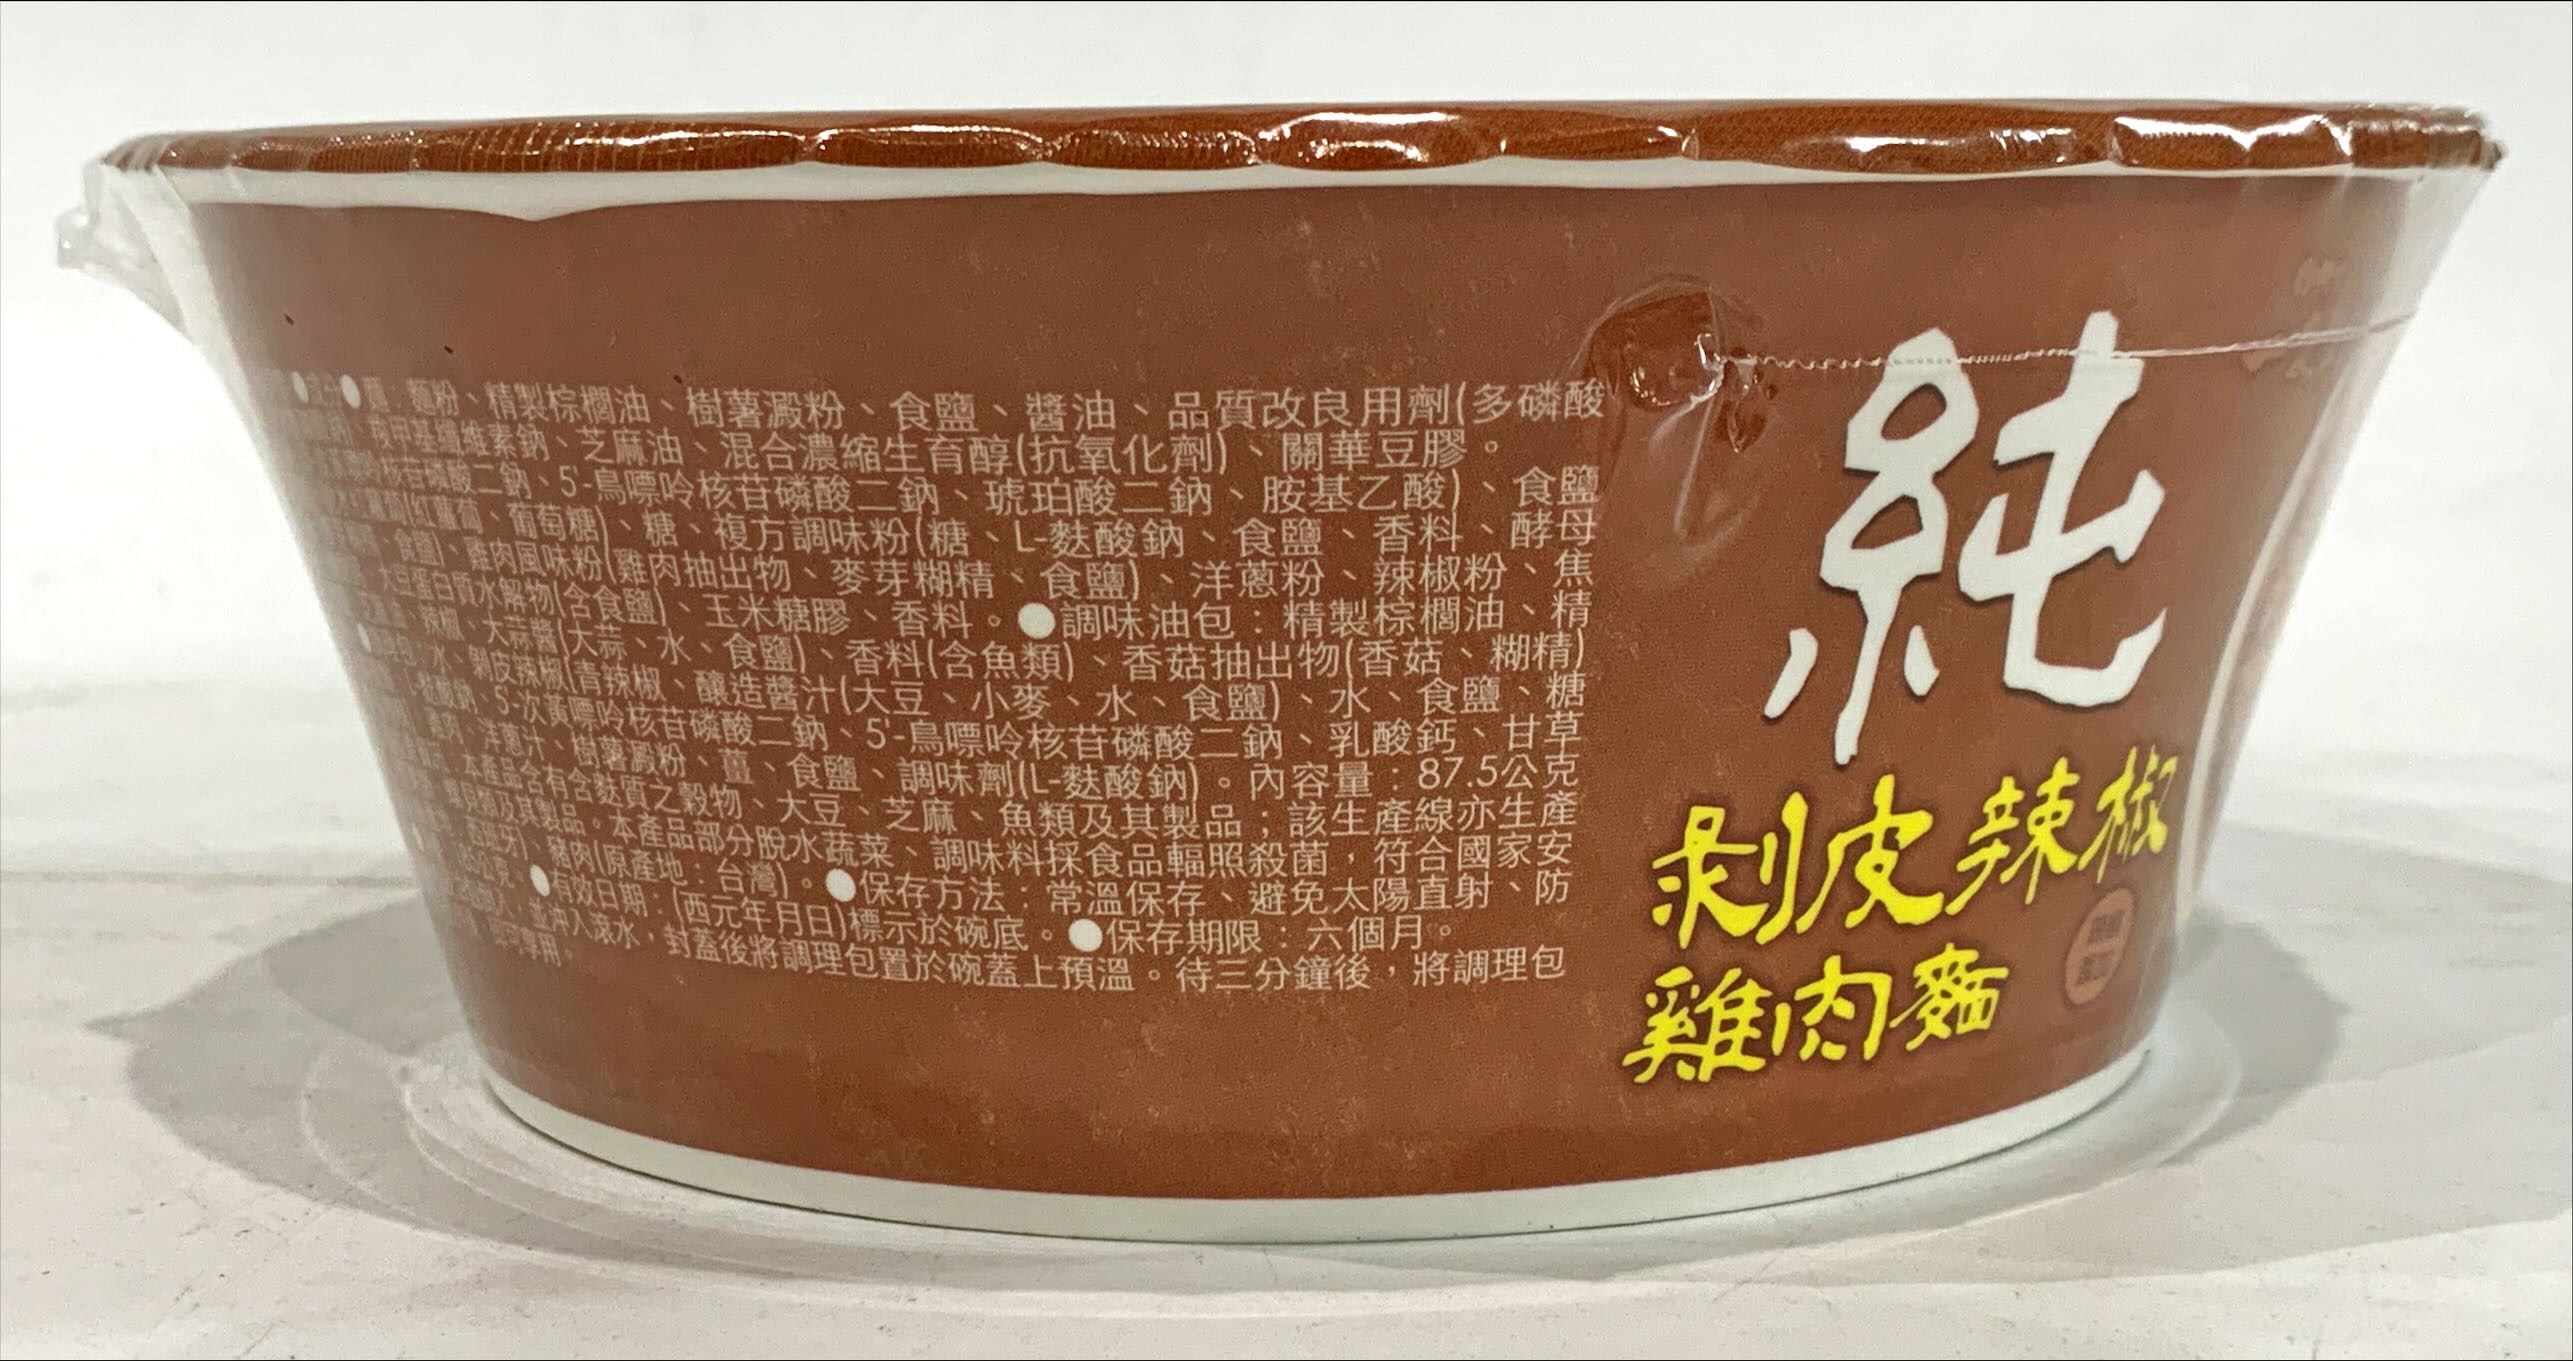 ●麵：麵粉、精製棕櫚油、樹薯澱粉、食鹽、醬油、品質改良用劑(多磷酸
甲基纖維素鈉、芝麻油、混合濃縮生育醇(抗氧化劑)、關華豆膠。
呤核苷磷酸二鈉、5'-鳥嘌呤核苷磷酸二鈉、琥珀酸二鈉、胺基乙酸)、食鹽
葡萄糖)、糖、複方調味粉(糖、L-麩酸鈉、食鹽、香料、酵母
食鹽)、雞肉風味粉(雞肉抽出物、麥芽糊精、食鹽)、洋蔥粉、辣椒粉、焦
大豆蛋白質水解物(含食鹽)、玉米糖膠、香料。●調味油包：精製棕櫚油、精
辣椒、大蒜醬(大蒜、水、食鹽)、香料(含魚類)、香菇抽出物(香菇、糊精)
水、剝皮辣椒(青辣椒、釀造醬汁(大豆、小麥、水、食鹽)、水、食鹽、糖
酸鈉、5'-次黃嘌呤核苷磷酸二鈉、5'-鳥嘌呤核苷磷酸二鈉、乳酸鈣、甘草
洋蔥汁、樹薯澱粉、薑、食鹽、調味劑(L-麩酸鈉)。內容量：87.5公克
本產品含有含麩質之穀物、大豆、芝麻、魚類及其製品；該生產線亦生產
及其製品。本產品部分脫水蔬菜、調味料採食品輻照殺菌，符合國家安
西班牙)、豬肉(原產地：台灣)。●保存方法：常溫保存、避免太陽直射、防
公克。●有效日期：(西元年月日)標示於碗底。●保存期限：六個月。
並沖入滾水，封蓋後將調理包置於碗蓋上預溫。待三分鐘後，將調理包
可享用。
純
剝皮辣椒
雞肉麵